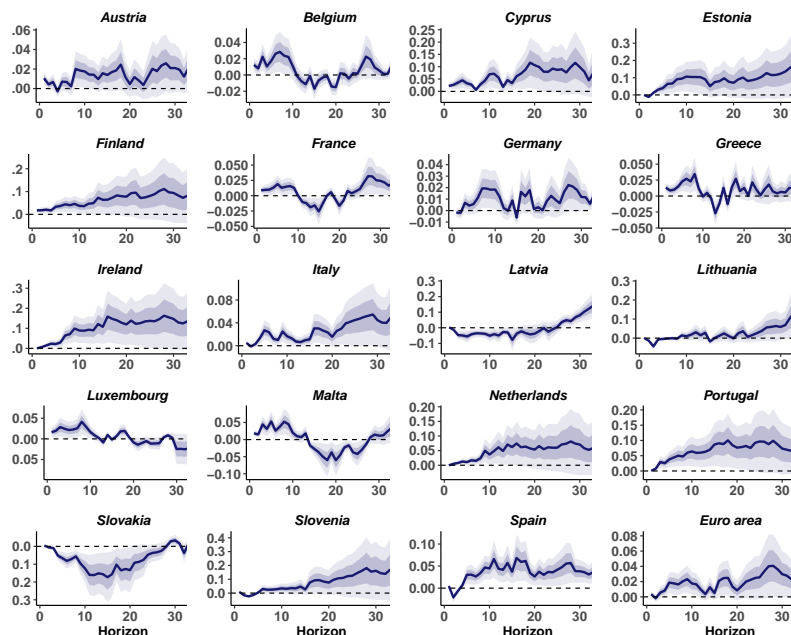 Austria Belgium Cyprus Estonia
.06 .04 .02 .00
0.04 0.02 0.00 −0.02
0.25 0.20 0.15 0.10 0.05 0.00
0.3 0.2 0.1 0.0
0 10 20 30 0 10 20 30 0 10 20 30 0 10 20 30
Finland France Germany Greece
.2 .1 .0
0.050 0.025 0.000 −0.025 −0.050
0.04 0.03 0.02 0.01 0.00 −0.01
0.050 0.025 0.000 −0.025 −0.050
0 10 20 30 0 10 20 30 0 10 20 30 0 10 20 30
Ireland Italy Latvia Lithuania
.3 .2 .1 .0
0.08 0.04 0.00
0.3 0.2 0.1 0.0 −0.1
0.3 0.2 0.1 0.0
0 10 20 30 0 10 20 30 0 10 20 30 0 10 20 30
Luxembourg Malta Netherlands Portugal
0.05 0.00 0.05
0.05 0.00 −0.05 −0.10
0.20 0.15 0.10 0.05 0.00
0.20 0.15 0.10 0.05 0.00
0 10 20 30 0 10 20 30 0 10 20 30 0 10 20 30
Slovakia Slovenia Spain Euro area
0.0 0.1 0.2 0.3
0.4 0.3 0.2 0.1 0.0
0.10 0.05 0.00
0.08 0.06 0.04 0.02 0.00
0 10 20 30 0 10 20 30 0 10 20 30 0 10 20 30
Horizon Horizon Horizon Horizon